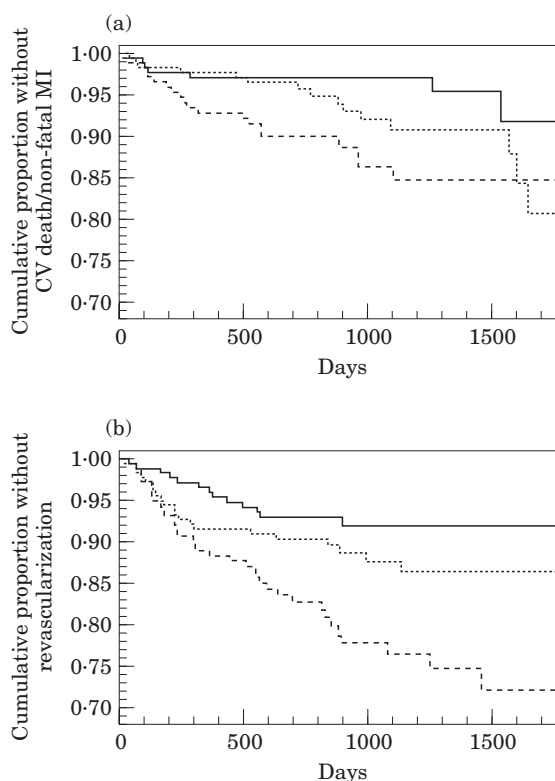 (a)
Cumulative proportion without
CV death/non-fatal MI
1·00
0·95
0·90
0·85
0·80
0·75
0·70
0 500 1000 1500
Days
(b)
Cumulative proportion without
revascularization
1·00
0·95
0·90
0·85
0·80
0·75
0·70
0 500 1000 1500
Days